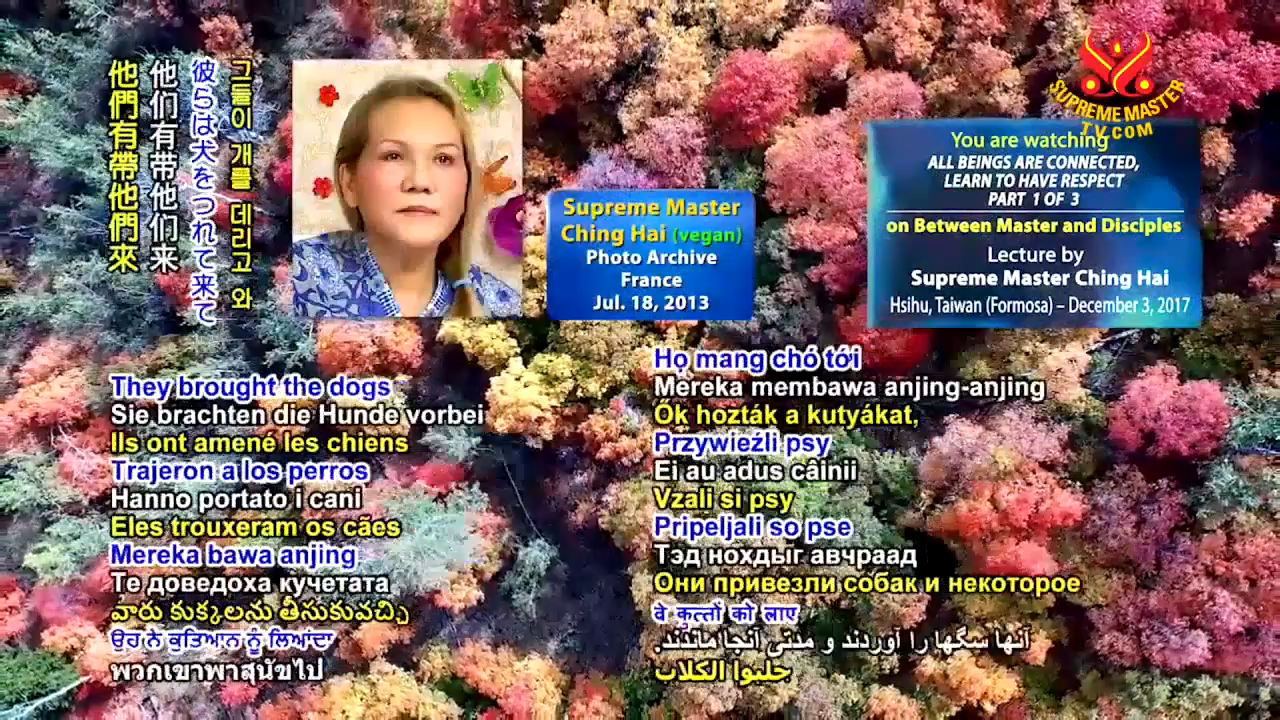 그들이 개를 데리고 와
彼らは犬をつれて来て
他们有带他们来
他們有帶他們來
SUPREME MASTER
TV.COM
You are watching
ALL BEINGS ARE CONNECTED,
LEARN TO HAVE RESPECT
PART 1 OF 3
on Between Master and Disciples
Lecture by
Supreme Master Ching Hai
Hsihu, Taiwan (Formosa) – December 3, 2017
Supreme Master
Ching Hai (vegan)
Photo Archive
France
Jul. 18, 2013
They brought the dogs
Sie brachten die Hunde vorbei
Ils ont amené les chiens
Trajeron a los perros
Hanno portato i cani
Eles trouxeram os cães
Mereka bawa anjing
Те доведоха кучетата
వారు కుక్కలను తీసుకువచ్చి
ਉਹ ਨੇ ਕੁਤਿਆਨ ਨੂੰ ਲਿਆਂਦਾ
พวกเขาพาสุนัขไป
Họ mang chó tới
Mereka membawa anjing-anjing
Ők hozták a kutyákat,
Przywieźli psy
Ei au adus câinii
Vzali si psy
Pripeljali so pse
Тэд нохдыг авчраад
Они привезли собак и некоторое
वे कुत्तों को लाए
آنها سگها را آوردند و مدتی آنجا ماندند.
جلبوا الكلاب